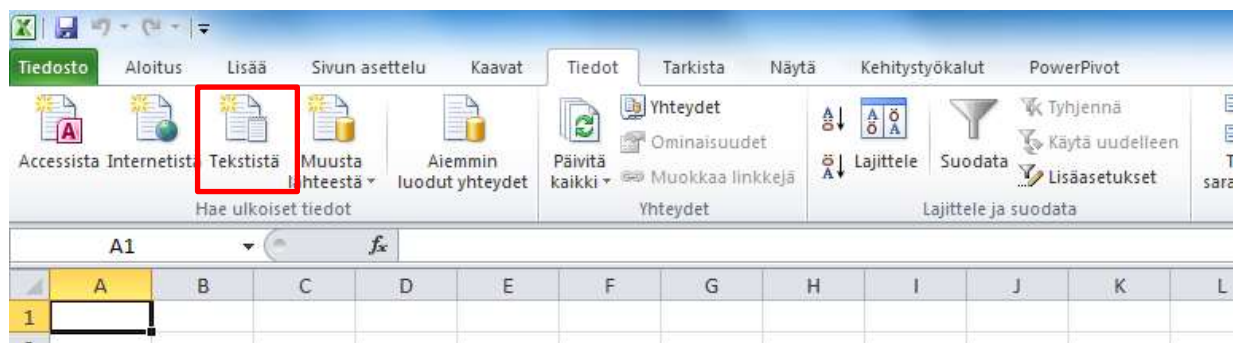 Tiedosto Aloitus Lisää Sivun asettelu Kaavat Tiedot Tarkista Näytä Kehitystyökalut PowerPivot
Accessista Internetistä Tekstistä Muusta lähteestä Aiemmin luodut yhteydet
Hae ulkoiset tiedot
Päivitä kaikki
Yhteydet
Ominaisuudet
Muokkaa linkkejä
Yhteydet
Lajittele Suodata
Tyhjennä
Käytä uudelleen
Lisäasetukset
Lajittele ja suodata
A1 fx
A B C D E F G H I J K L
1